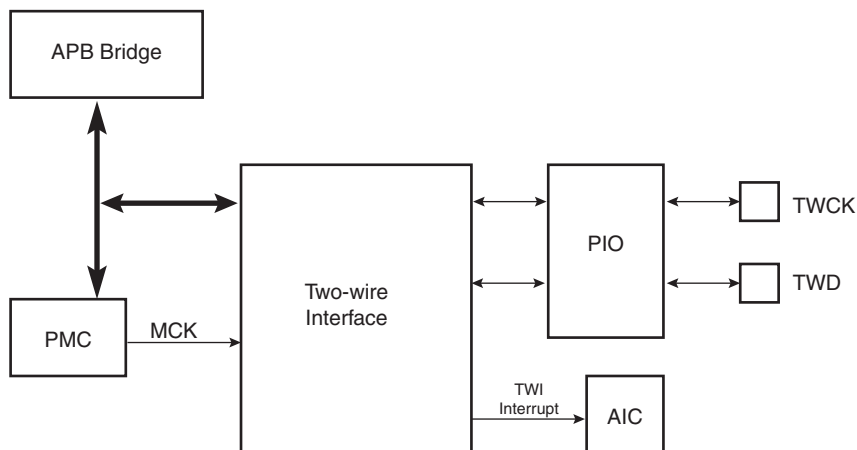 APB Bridge
TWCK
PIO
TWD
Two-wire
Interface
PMC
MCK
TWI
Interrupt
AIC